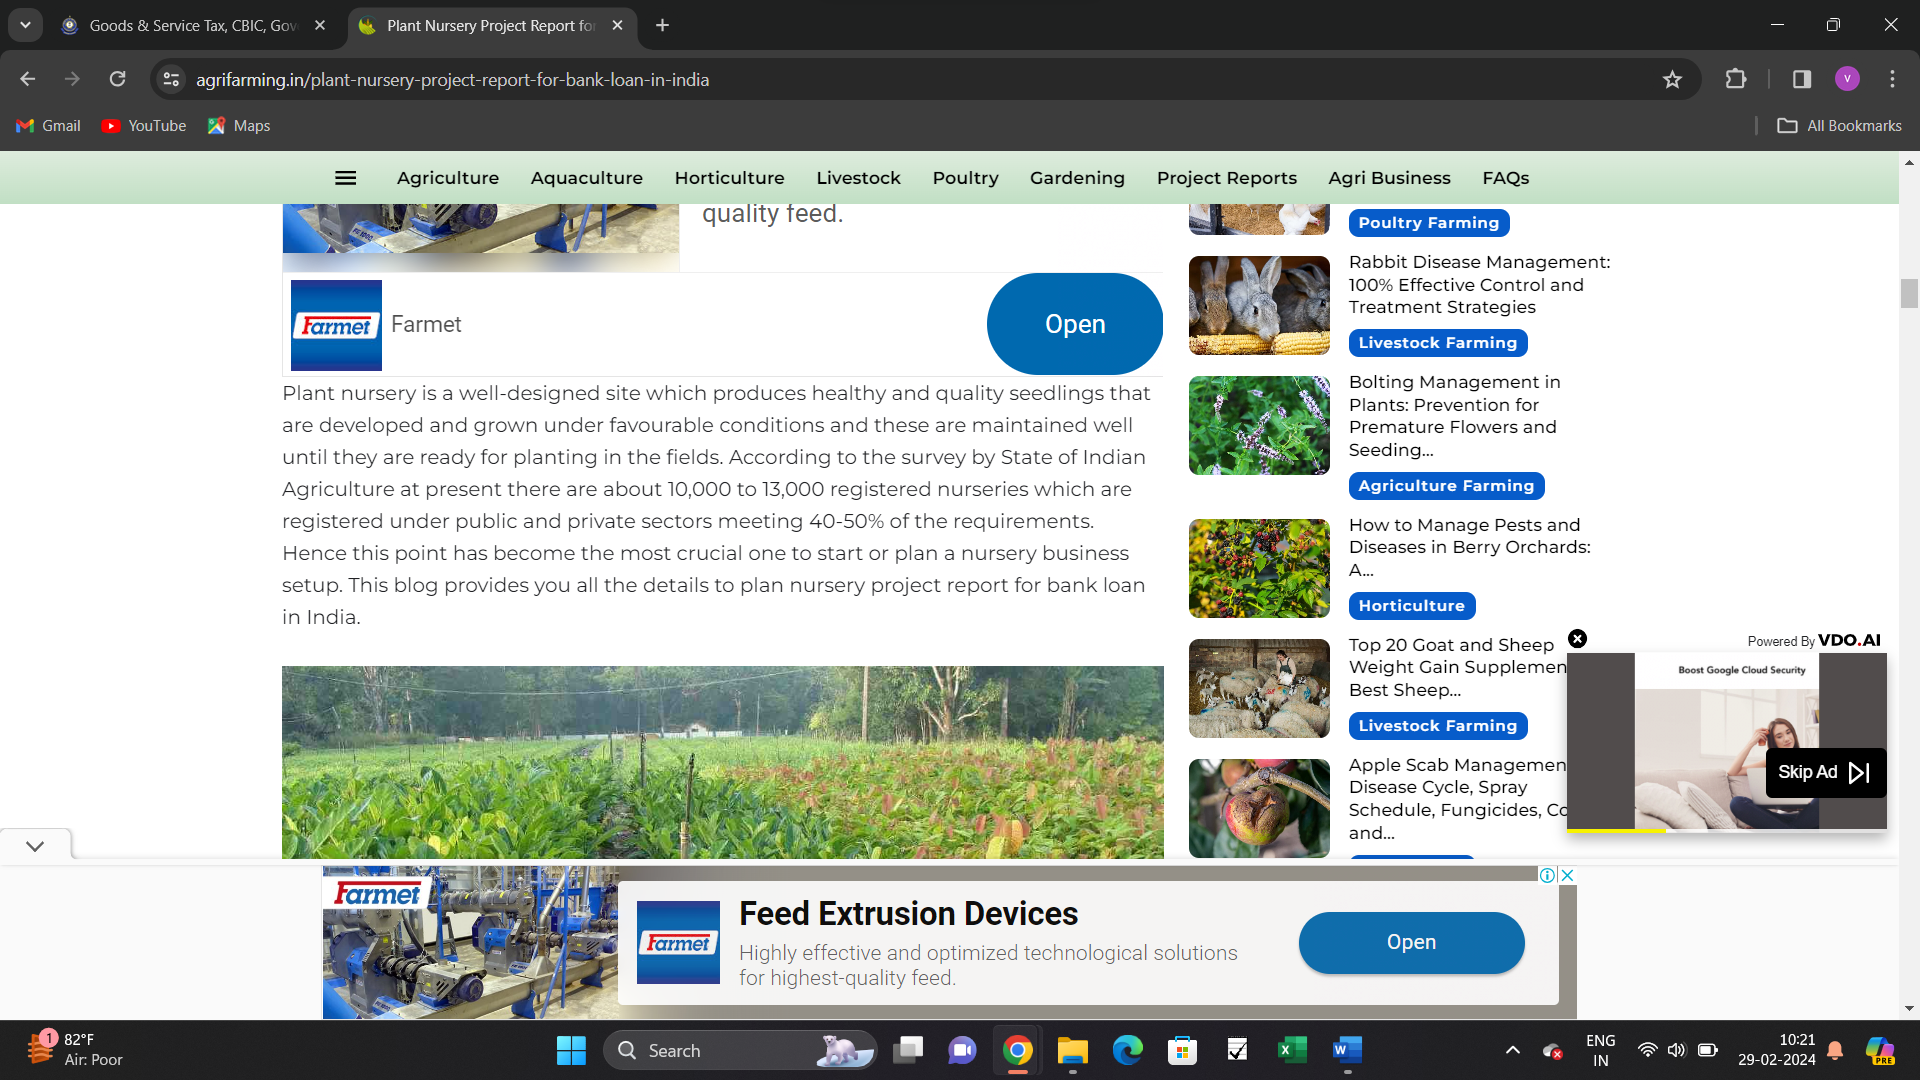 Goods & Service Tax, CBIC, Gov
Plant Nursery Project Report for
agrifarming.in/plant-nursery-project-report-for-bank-loan-in-india
V
Gmail
YouTube
Maps
All Bookmarks
Agriculture
Aquaculture
Horticulture
Livestock
Poultry
Gardening
Project Reports
Agri Business
FAQs
quality feed.
Farmet
Farmet
Open
Plant nursery is a well-designed site which produces healthy and quality seedlings that
are developed and grown under favourable conditions and these are maintained well
until they are ready for planting in the fields. According to the survey by State of Indian
Agriculture at present there are about 10,000 to 13,000 registered nurseries which are
registered under public and private sectors meeting 40-50% of the requirements.
Hence this point has become the most crucial one to start or plan a nursery business
setup. This blog provides you all the details to plan nursery project report for bank loan
in India.
Poultry Farming
Rabbit Disease Management:
100% Effective Control and
Treatment Strategies
Livestock Farming
Bolting Management in
Plants: Prevention for
Premature Flowers and
Seeding...
Agriculture Farming
How to Manage Pests and
Diseases in Berry Orchards:
A...
Horticulture
Top 20 Goat and Sheep
Weight Gain Supplemen
Best Sheep...
Livestock Farming
Apple Scab Managemen
Disease Cycle, Spray
Schedule, Fungicides, Co
and...
Powered By VDO.AI
Boost Google Cloud Security
Skip Ad
Farmet
Farmet
Feed Extrusion Devices
Highly effective and optimized technological solutions
for highest-quality feed.
Open
1
82°F
Air: Poor
Search
ENG
IN
10:21
29-02-2024
PRE